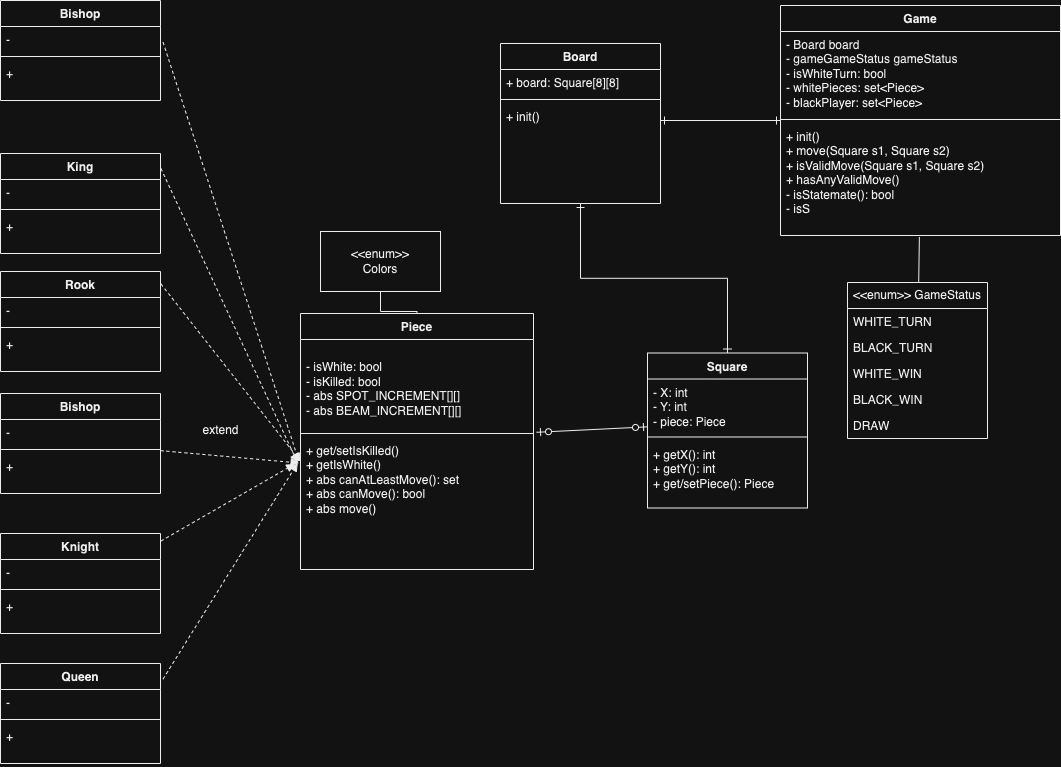 Bishop
-
+
King
-
+
Rook
-
+
Bishop
-
+
Knight
-
+
Queen
-
+
extend
<<enum>>
Colors
Piece
- isWhite: bool
- isKilled: bool
- abs SPOT_INCREMENT[][]
- abs BEAM_INCREMENT[][]
+ get/setIsKilled()
+ getIsWhite()
+ abs canAtLeastMove(): set
+ abs canMove(): bool
+ abs move()
Board
+ board: Square[8][8]
+ init()
Square
- X: int
- Y: int
- piece: Piece
+ getX(): int
+ getY(): int
+ get/setPiece(): Piece
Game
- Board board
- gameGameStatus gameStatus
- isWhiteTurn: bool
- whitePieces: set<Piece>
- blackPlayer: set<Piece>
+ init()
+ move(Square s1, Square s2)
+ isValidMove(Square s1, Square s2)
+ hasAnyValidMove()
- isStatemate(): bool
- isS
<<enum>> GameStatus
WHITE_TURN
BLACK_TURN
WHITE_WIN
BLACK_WIN
DRAW